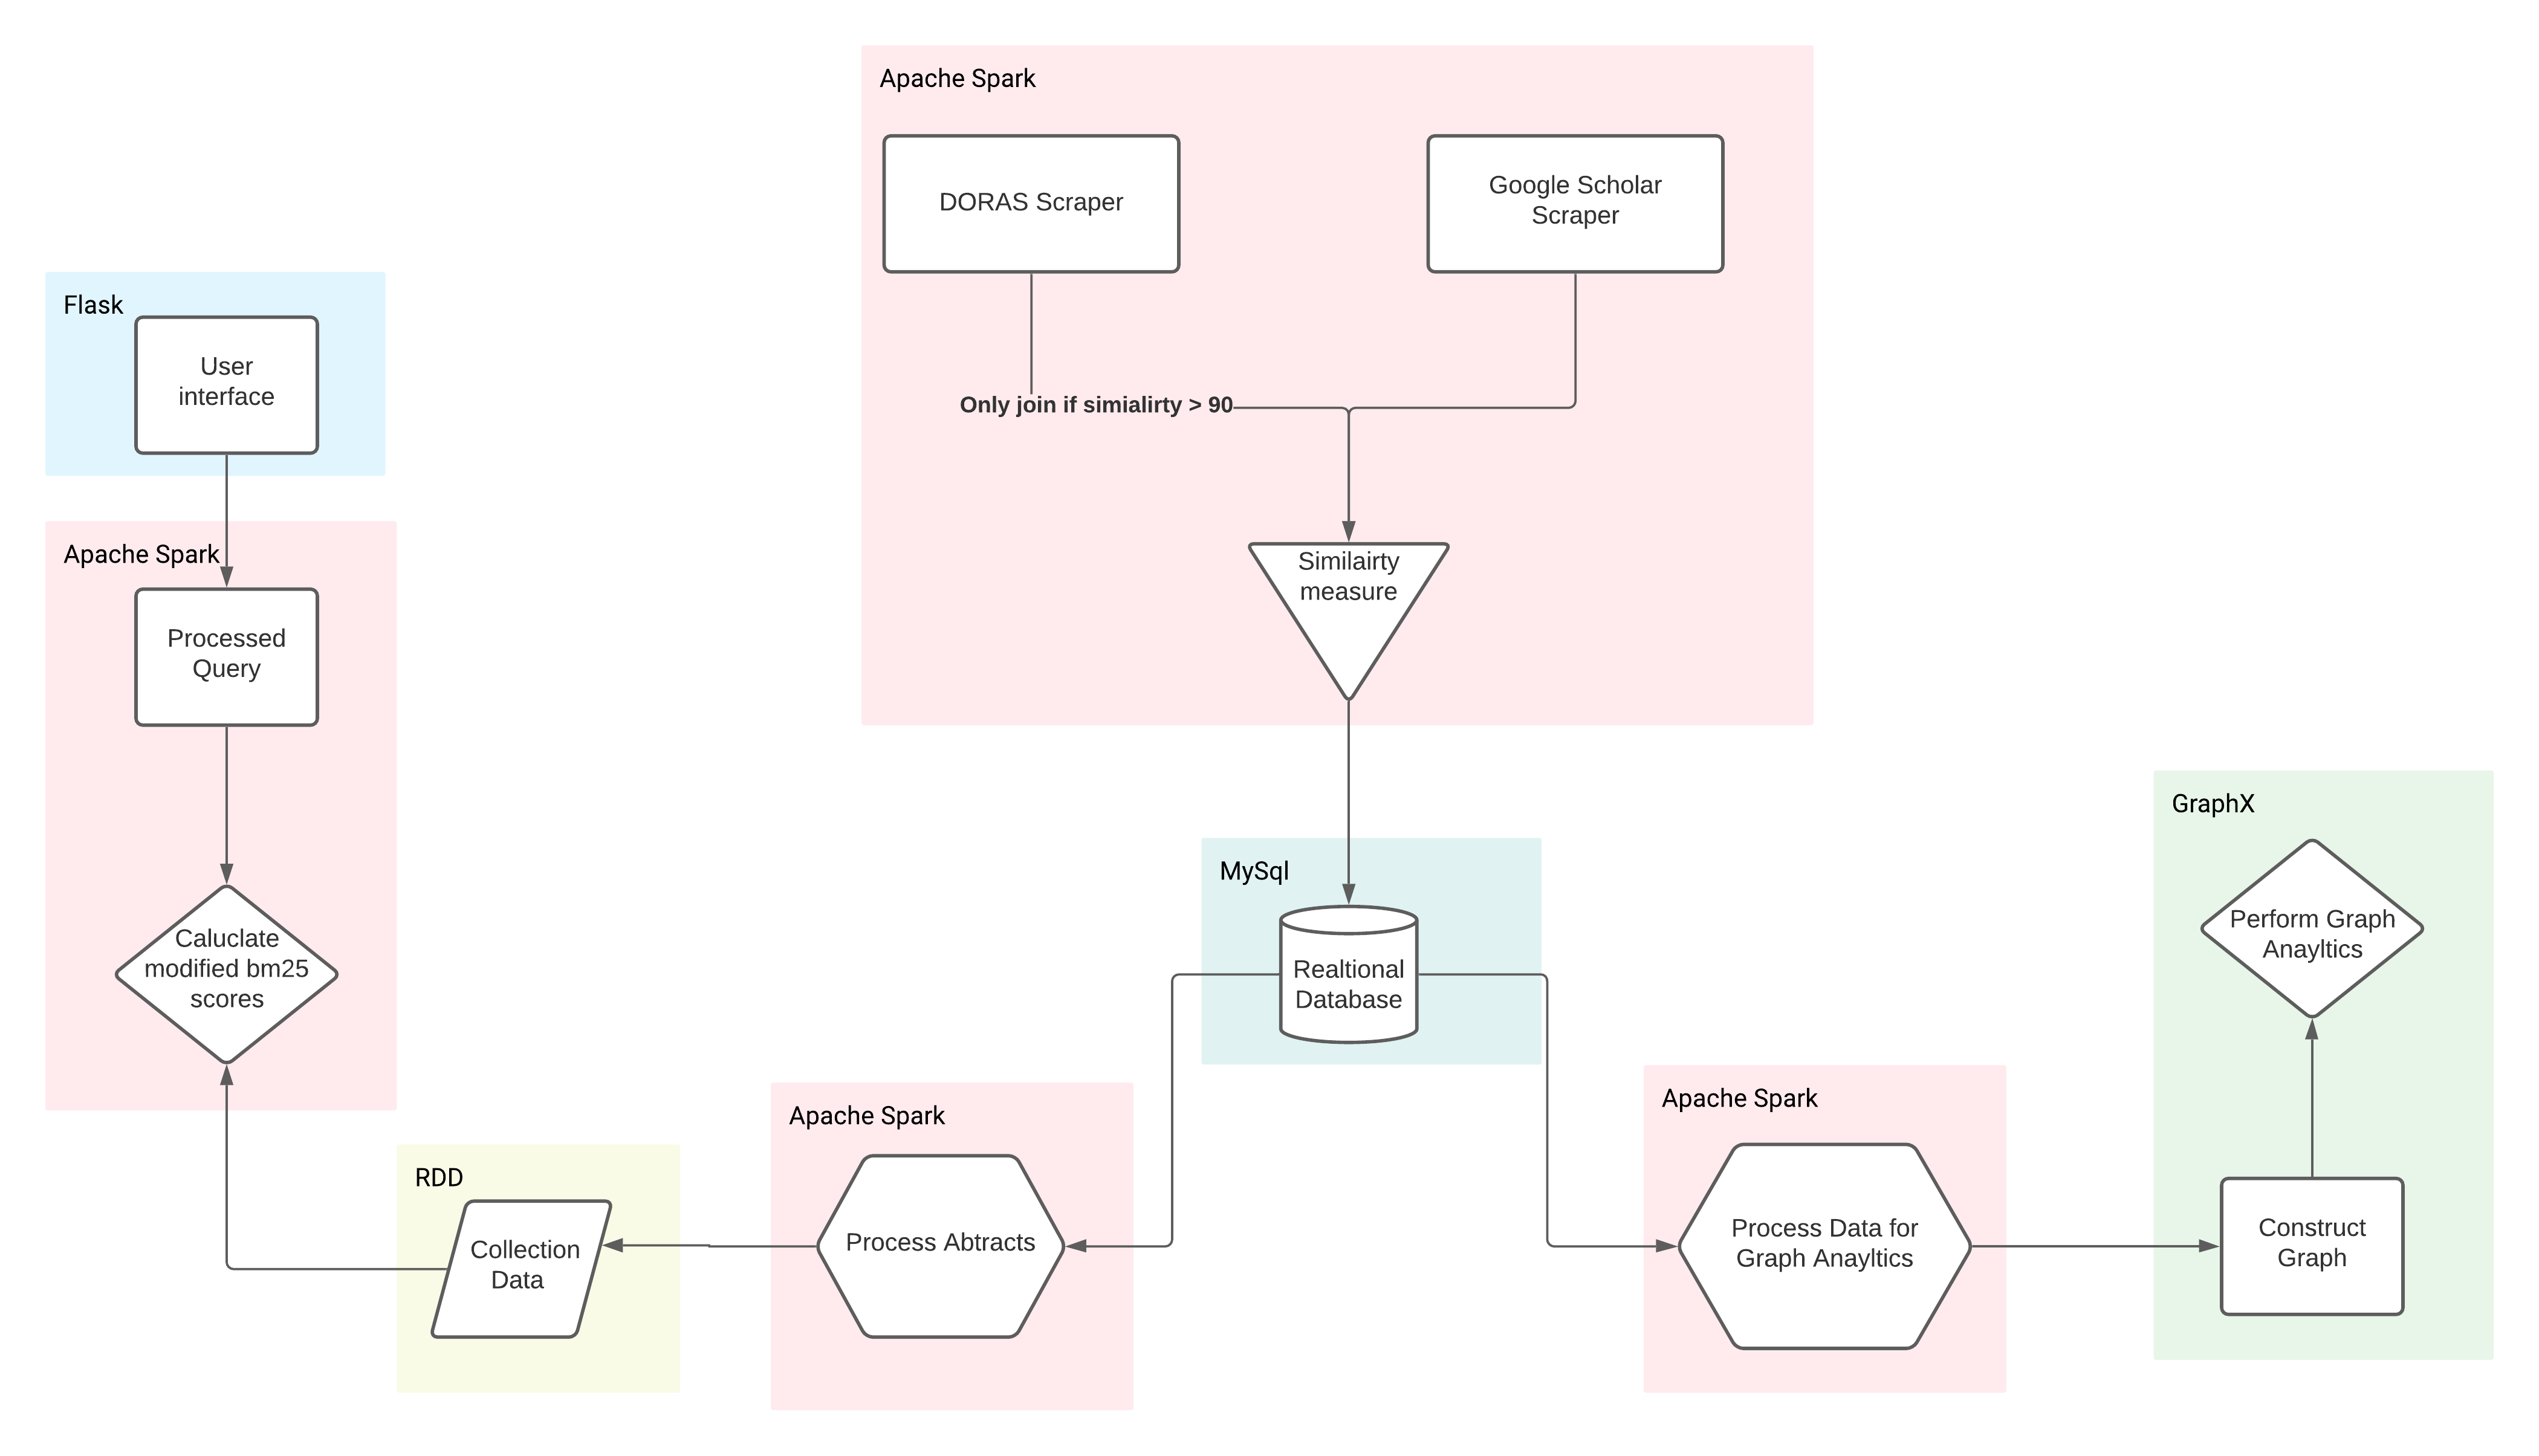 Apache Spark
DORAS Scraper
Google Scholar
Scraper
Only join if simialirty > 90
Similairty
measure
Flask
User
interface
Apache Spark
Processed
Query
Caluclate
modified bm25
scores
MySql
Realtional
Database
GraphX
Perform Graph
Anayltics
Construct
Graph
Apache Spark
Process Data for
Graph Anayltics
Apache Spark
Process Abtracts
RDD
Collection
Data